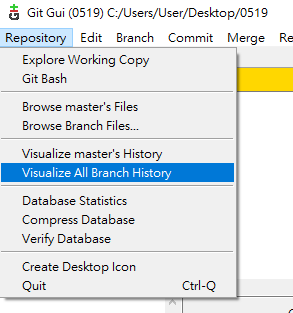 Git Gui (0519) C:/Users/User/Desktop/0519
Repository Edit Branch Commit Merge
Explore Working Copy
Git Bash
Browse master's Files
Browse Branch Files...
Visualize master's History
Visualize All Branch History
Database Statistics
Compress Database
Verify Database
Create Desktop Icon
Quit Ctrl-Q